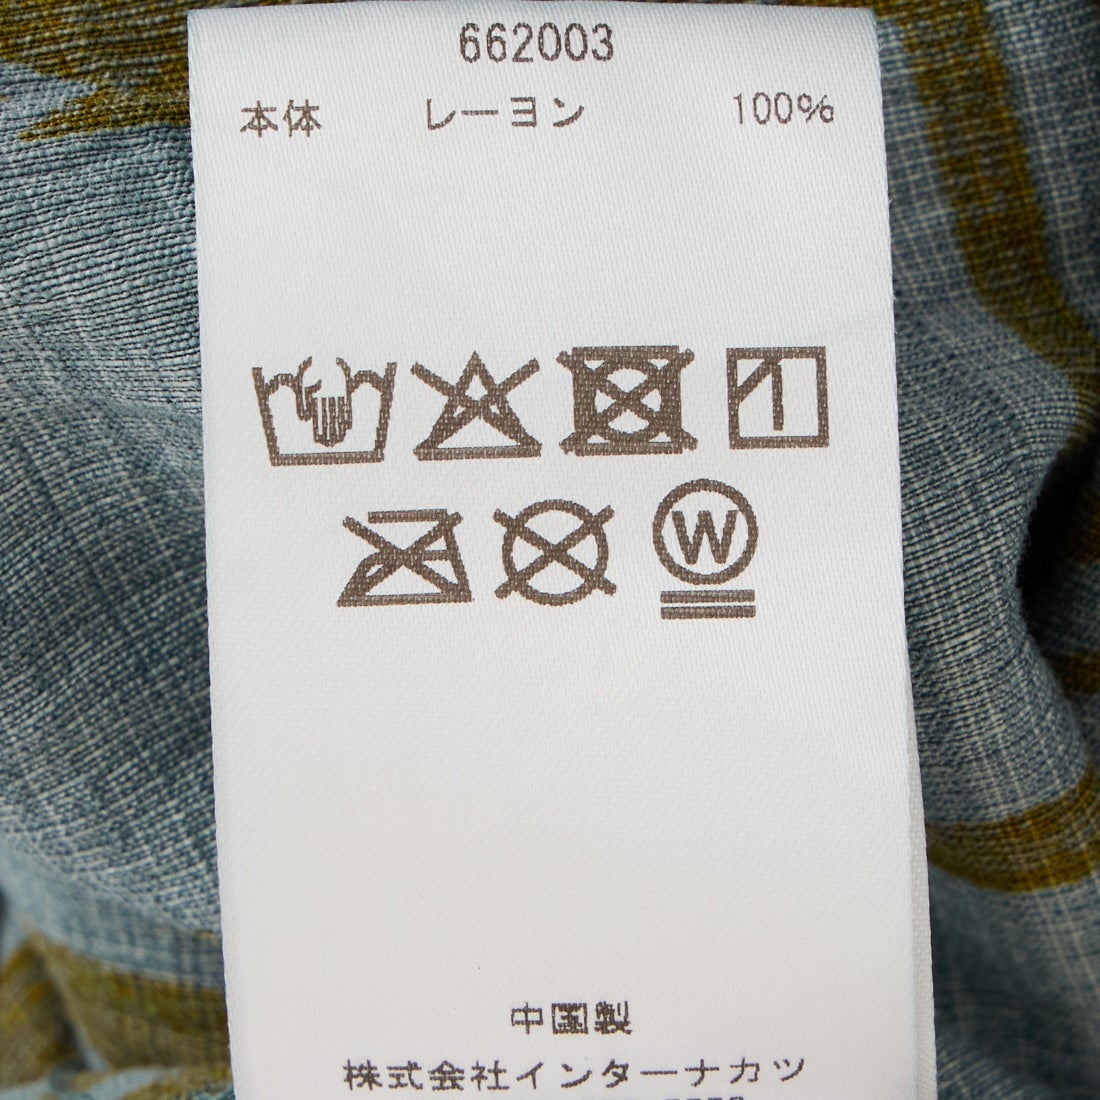 662003
本体 レーヨン 100%
W
中国製
株式会社インターナカツ